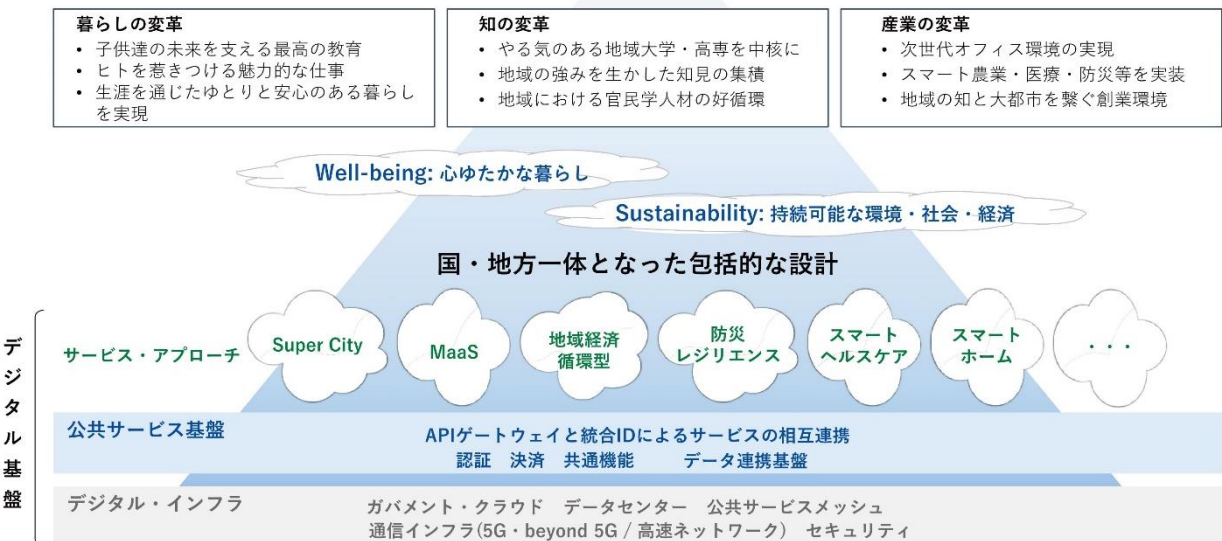 暮らしの変革
• 子供達の未来を支える最高の教育
• ヒトを惹きつける魅力的な仕事
• 生涯を通じたゆとりと安心のある暮らし
を実現
知の変革
• やる気のある地域大学・高専を中核に
• 地域の強みを生かした知見の集積
• 地域における官民学人材の好循環
産業の変革
• 次世代オフィス環境の実現
• スマート農業・医療・防災等を実装
• 地域の知と大都市を繋ぐ創業環境
Well-being: 心ゆたかな暮らし
Sustainability: 持続可能な環境・社会・経済
国・地方一体となった包括的な設計
デジタル基盤
サービス・アプローチ
Super City
MaaS
地域経済
循環型
防災
レジリエンス
スマート
ヘルスケア
スマート
ホーム
・・・
公共サービス基盤
APIゲートウェイと統合IDによるサービスの相互連携
認証 決済 共通機能 データ連携基盤
デジタル・インフラ
ガバメント・クラウド データセンター 公共サービスメッシュ
通信インフラ(5G・beyond 5G / 高速ネットワーク) セキュリティ